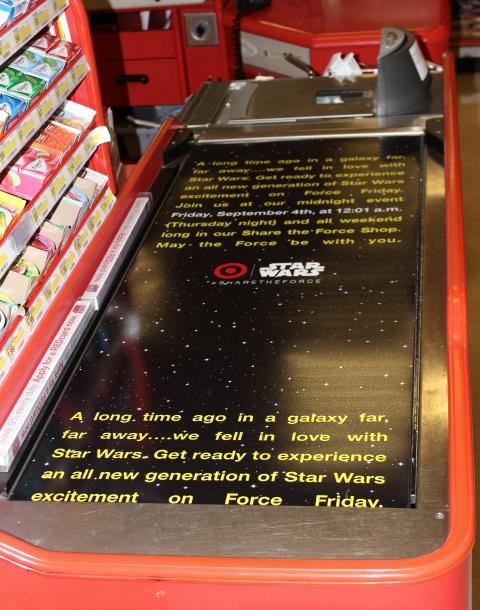 A long time ago in a galaxy far,
far away....we fell in love with
Star Wars. Get ready to experience
an all new generation of Star Wars
excitement on Force Friday.
Join us at our midnight event
Friday, September 4th, at 12:01 a.m.
(Thursday night) and all weekend
long in our Share the Force Shop.
May the Force be with you.
STAR WARS
#SHARETHEFORCE
Apply for a REDcard now.
A long time ago in a galaxy far,
far away....we fell in love with
Star Wars. Get ready to experience
an all new generation of Star Wars
excitement on Force Friday.